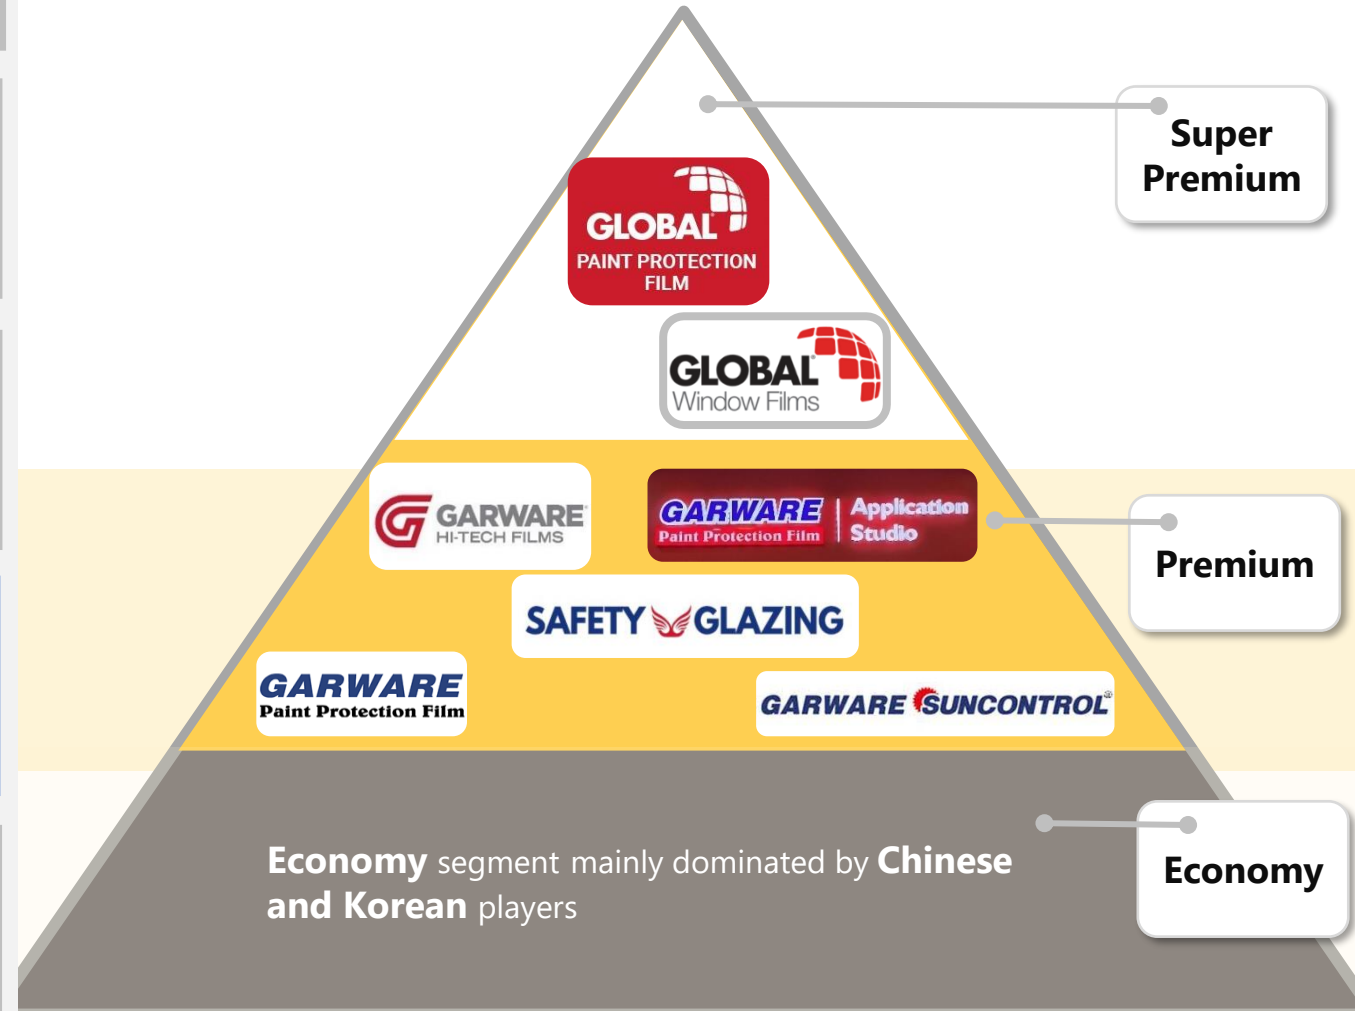 Super
Premium
GLOBAL
PAINT PROTECTION
FILM
GLOBAL
Window Films
GARWARE
HI-TECH FILMS
GARWARE
Paint Protection Film
Application
Studio
Premium
SAFETY GLAZING
GARWARE
Paint Protection Film
GARWARE SUNCONTROL®
Economy segment mainly dominated by Chinese
and Korean players
Economy